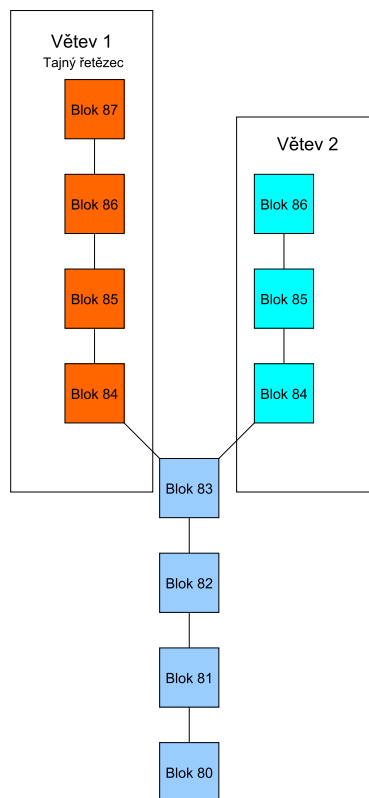 Větev 1
Tajný řetězec
Blok 87
Blok 86
Blok 85
Blok 84
Větev 2
Blok 86
Blok 85
Blok 84
Blok 83
Blok 82
Blok 81
Blok 80